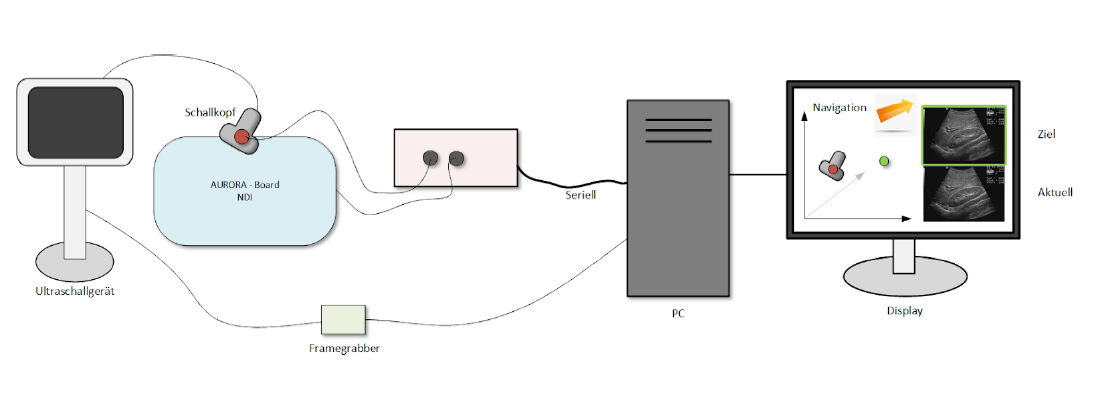 Schallkopf
AURORA - Board
NDI
Ultraschallgerät
Framegrabber
Seriell
PC
Navigation
Ziel
Aktuell
Display